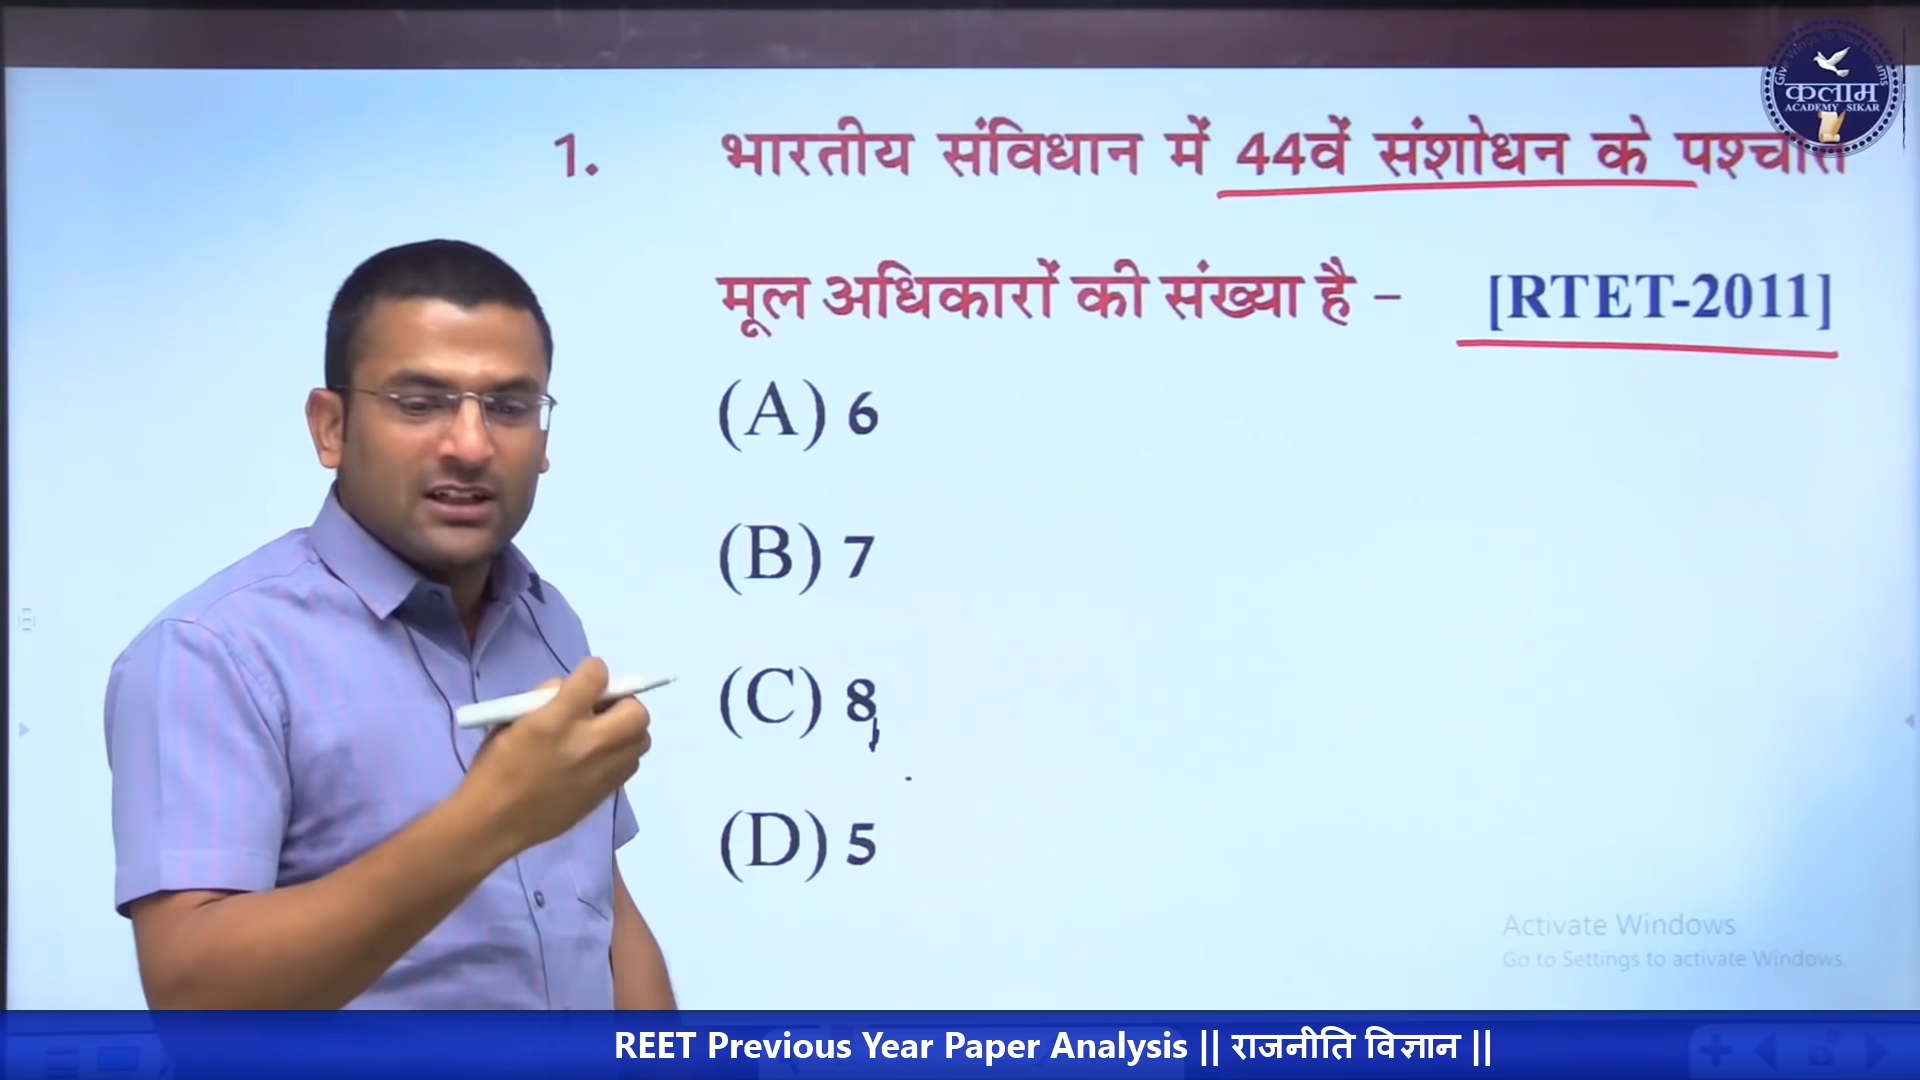 कलाम
ACADEMY SIKAR
1. भारतीय संविधान में 44वें संशोधन के पश्चात
मूल अधिकारों की संख्या है – [RTET-2011]
(A) 6
(B) 7
(C) 8
(D) 5
Activate Windows
Go to Settings to activate Windows.
REET Previous Year Paper Analysis || राजनीति विज्ञान ||